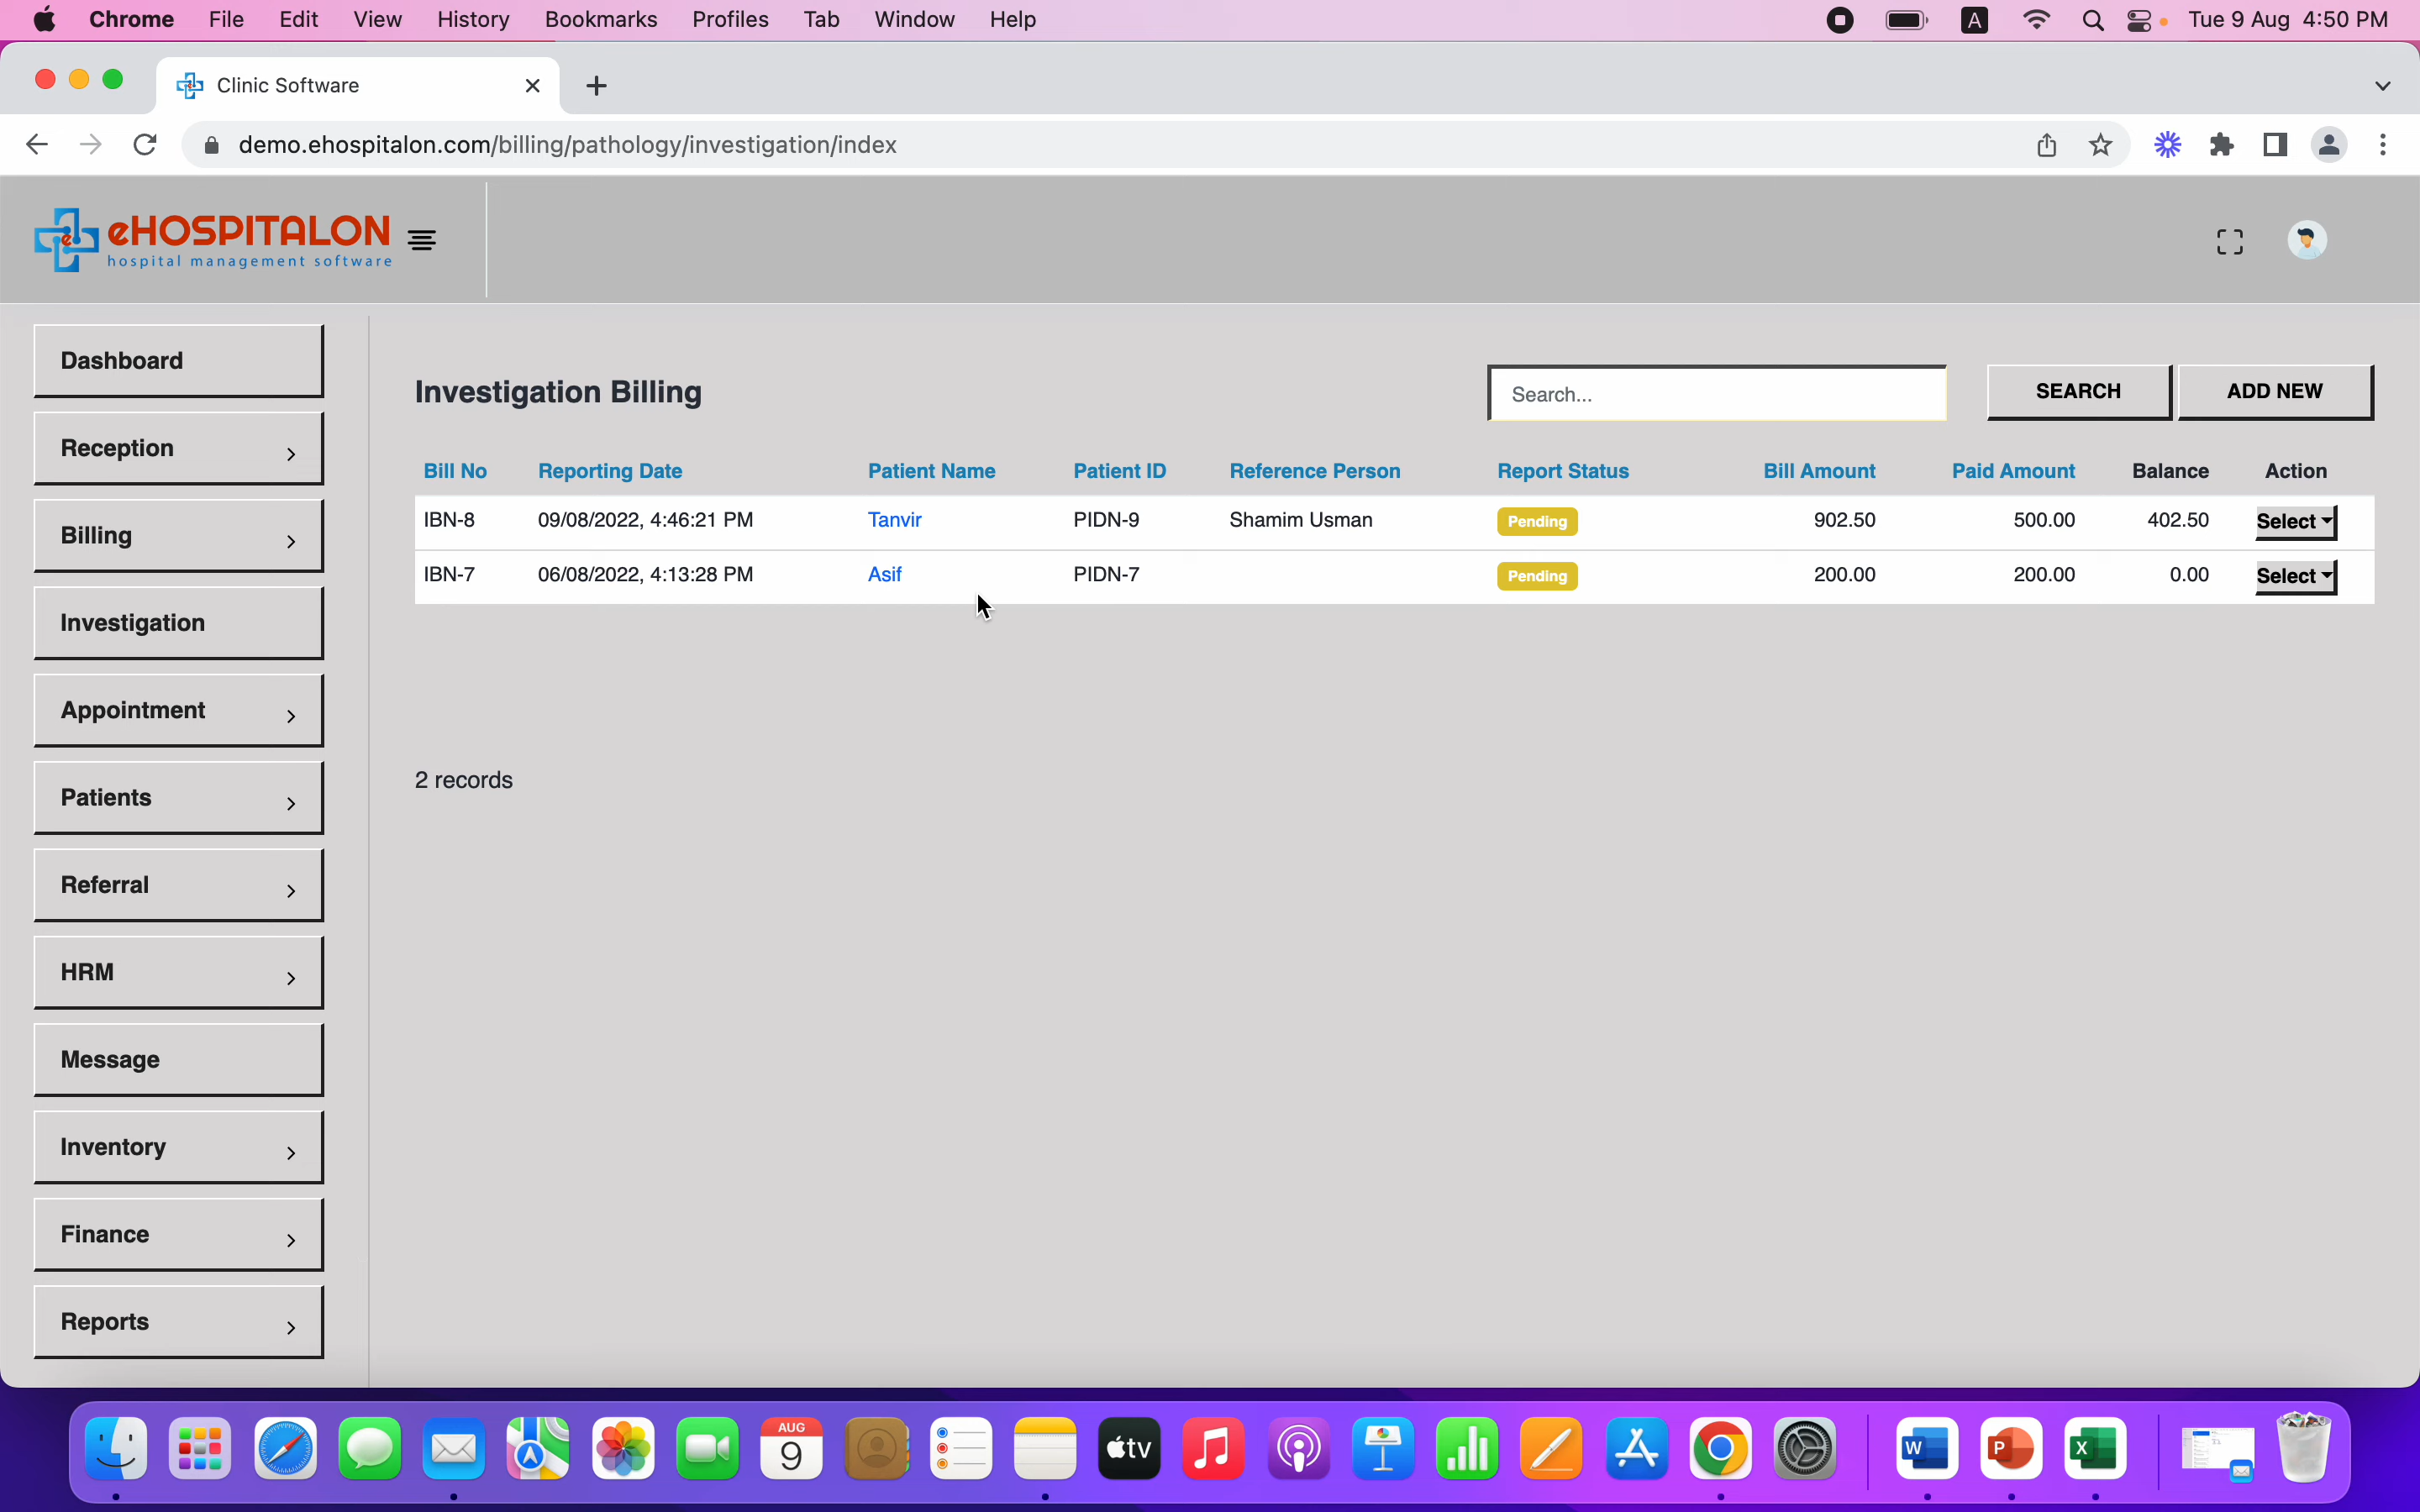 Chrome File Edit View History Bookmarks Profiles Tab Window Help A Tue 9 Aug 4:50 PM
Clinic Software
demo.ehospitalon.com/billing/pathology/investigation/index
eHOSPITALON
hospital management software
Dashboard
Reception
Billing
Investigation
Appointment
Patients
Referral
HRM
Message
Inventory
Finance
Reports
Investigation Billing Search... SEARCH ADD NEW
Bill No Reporting Date Patient Name Patient ID Reference Person Report Status Bill Amount Paid Amount Balance Action
IBN-8 09/08/2022, 4:46:21 PM Tanvir PIDN-9 Shamim Usman Pending 902.50 500.00 402.50 Select
IBN-7 06/08/2022, 4:13:28 PM Asif PIDN-7 Pending 200.00 200.00 0.00 Select
2 records
AUG
9
tv
W
P
X